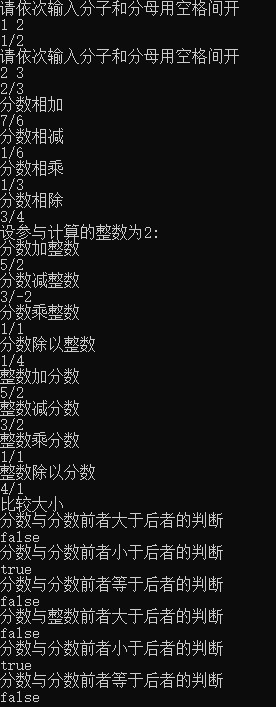 请依次输入分子和分母用空格间开
1 2
1/2
请依次输入分子和分母用空格间开
2 3
2/3
分数相加
7/6
分数相减
1/6
分数相乘
1/3
分数相除
3/4
设参与计算的整数为2:
分数加整数
5/2
分数减整数
3/-2
分数乘整数
1/1
分数除以整数
1/4
整数加分数
5/2
整数减分数
3/2
整数乘分数
1/1
整数除以分数
4/1
比较大小
分数与分数前者大于后者的判断
false
分数与分数前者小于后者的判断
true
分数与分数前者等于后者的判断
false
分数与整数前者大于后者的判断
false
分数与分数前者小于后者的判断
true
分数与分数前者等于后者的判断
false